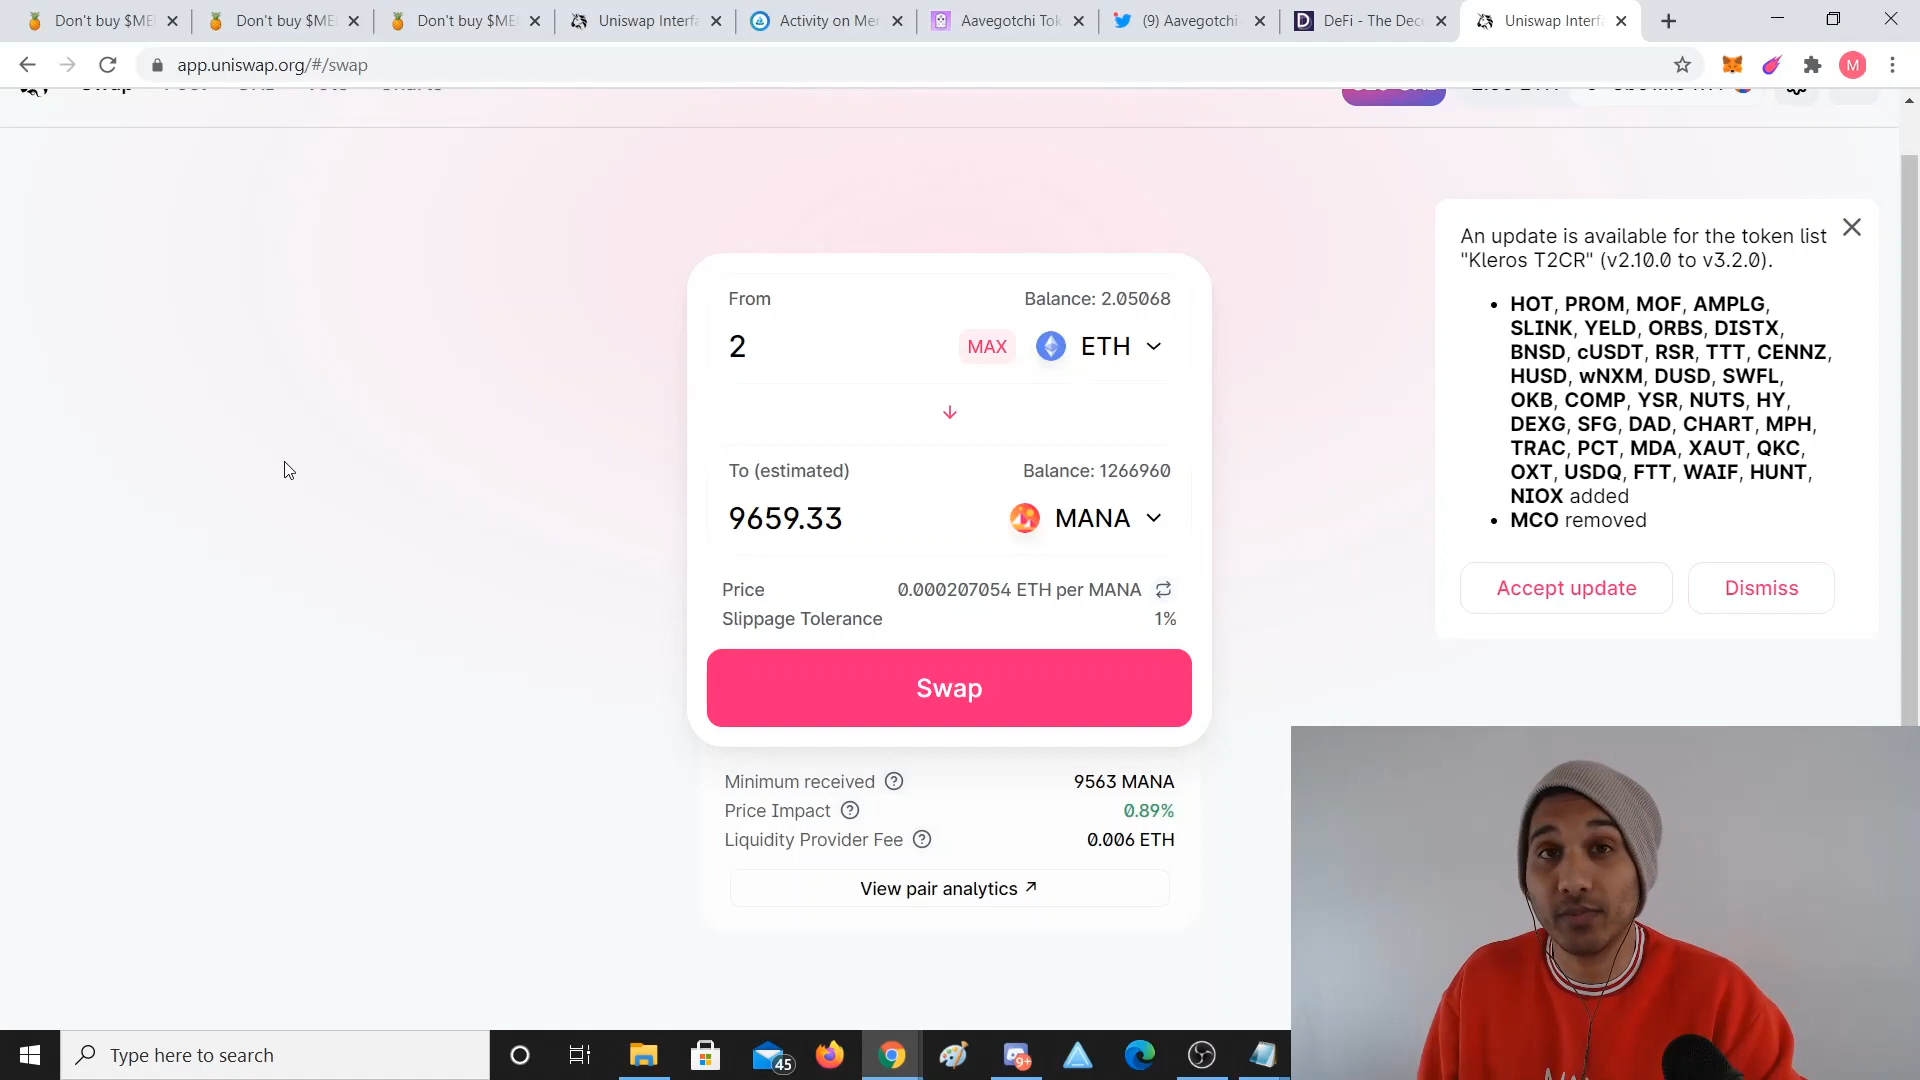 Don't buy $ME
Don't buy $ME
Don't buy $ME
Uniswap Interfa
Activity on Mer
Aavegotchi Tok
(9) Aavegotchi
DeFi - The Dece
Uniswap Interfa
app.uniswap.org/#/swap
M
An update is available for the token list
"Kleros T2CR" (v2.10.0 to v3.2.0).
• HOT, PROM, MOF, AMPLG,
SLINK, YELD, ORBS, DISTX,
BNSD, cUSDT, RSR, TTT, CENNZ,
HUSD, wNXM, DUSD, SWFL,
OKB, COMP, YSR, NUTS, HY,
DEXG, SFG, DAD, CHART, MPH,
TRAC, PCT, MDA, XAUT, QKC,
OXT, USDQ, FTT, WAIF, HUNT,
NIOX added
• MCO removed
Accept update
Dismiss
From
Balance: 2.05068
2
MAX
ETH
To (estimated)
Balance: 1266960
9659.33
MANA
Price
0.000207054 ETH per MANA
Slippage Tolerance
1%
Swap
Minimum received
9563 MANA
Price Impact
0.89%
Liquidity Provider Fee
0.006 ETH
View pair analytics ↗
Type here to search
45
9+